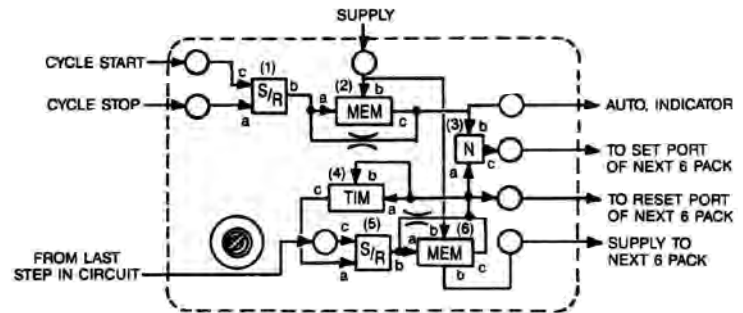 SUPPLY
CYCLE START
c
(1)
S/R
b
a
CYCLE STOP
(2)
b
a
MEM
c
AUTO, INDICATOR
(3)
b
N
c
a
TO SET PORT
OF NEXT 6 PACK
(4)
b
c
TIM
a
TO RESET PORT
OF NEXT 6 PACK
(5)
c
S/R
b
a
(6)
b
a
MEM
b
c
SUPPLY TO
NEXT 6 PACK
FROM LAST
STEP IN CIRCUIT